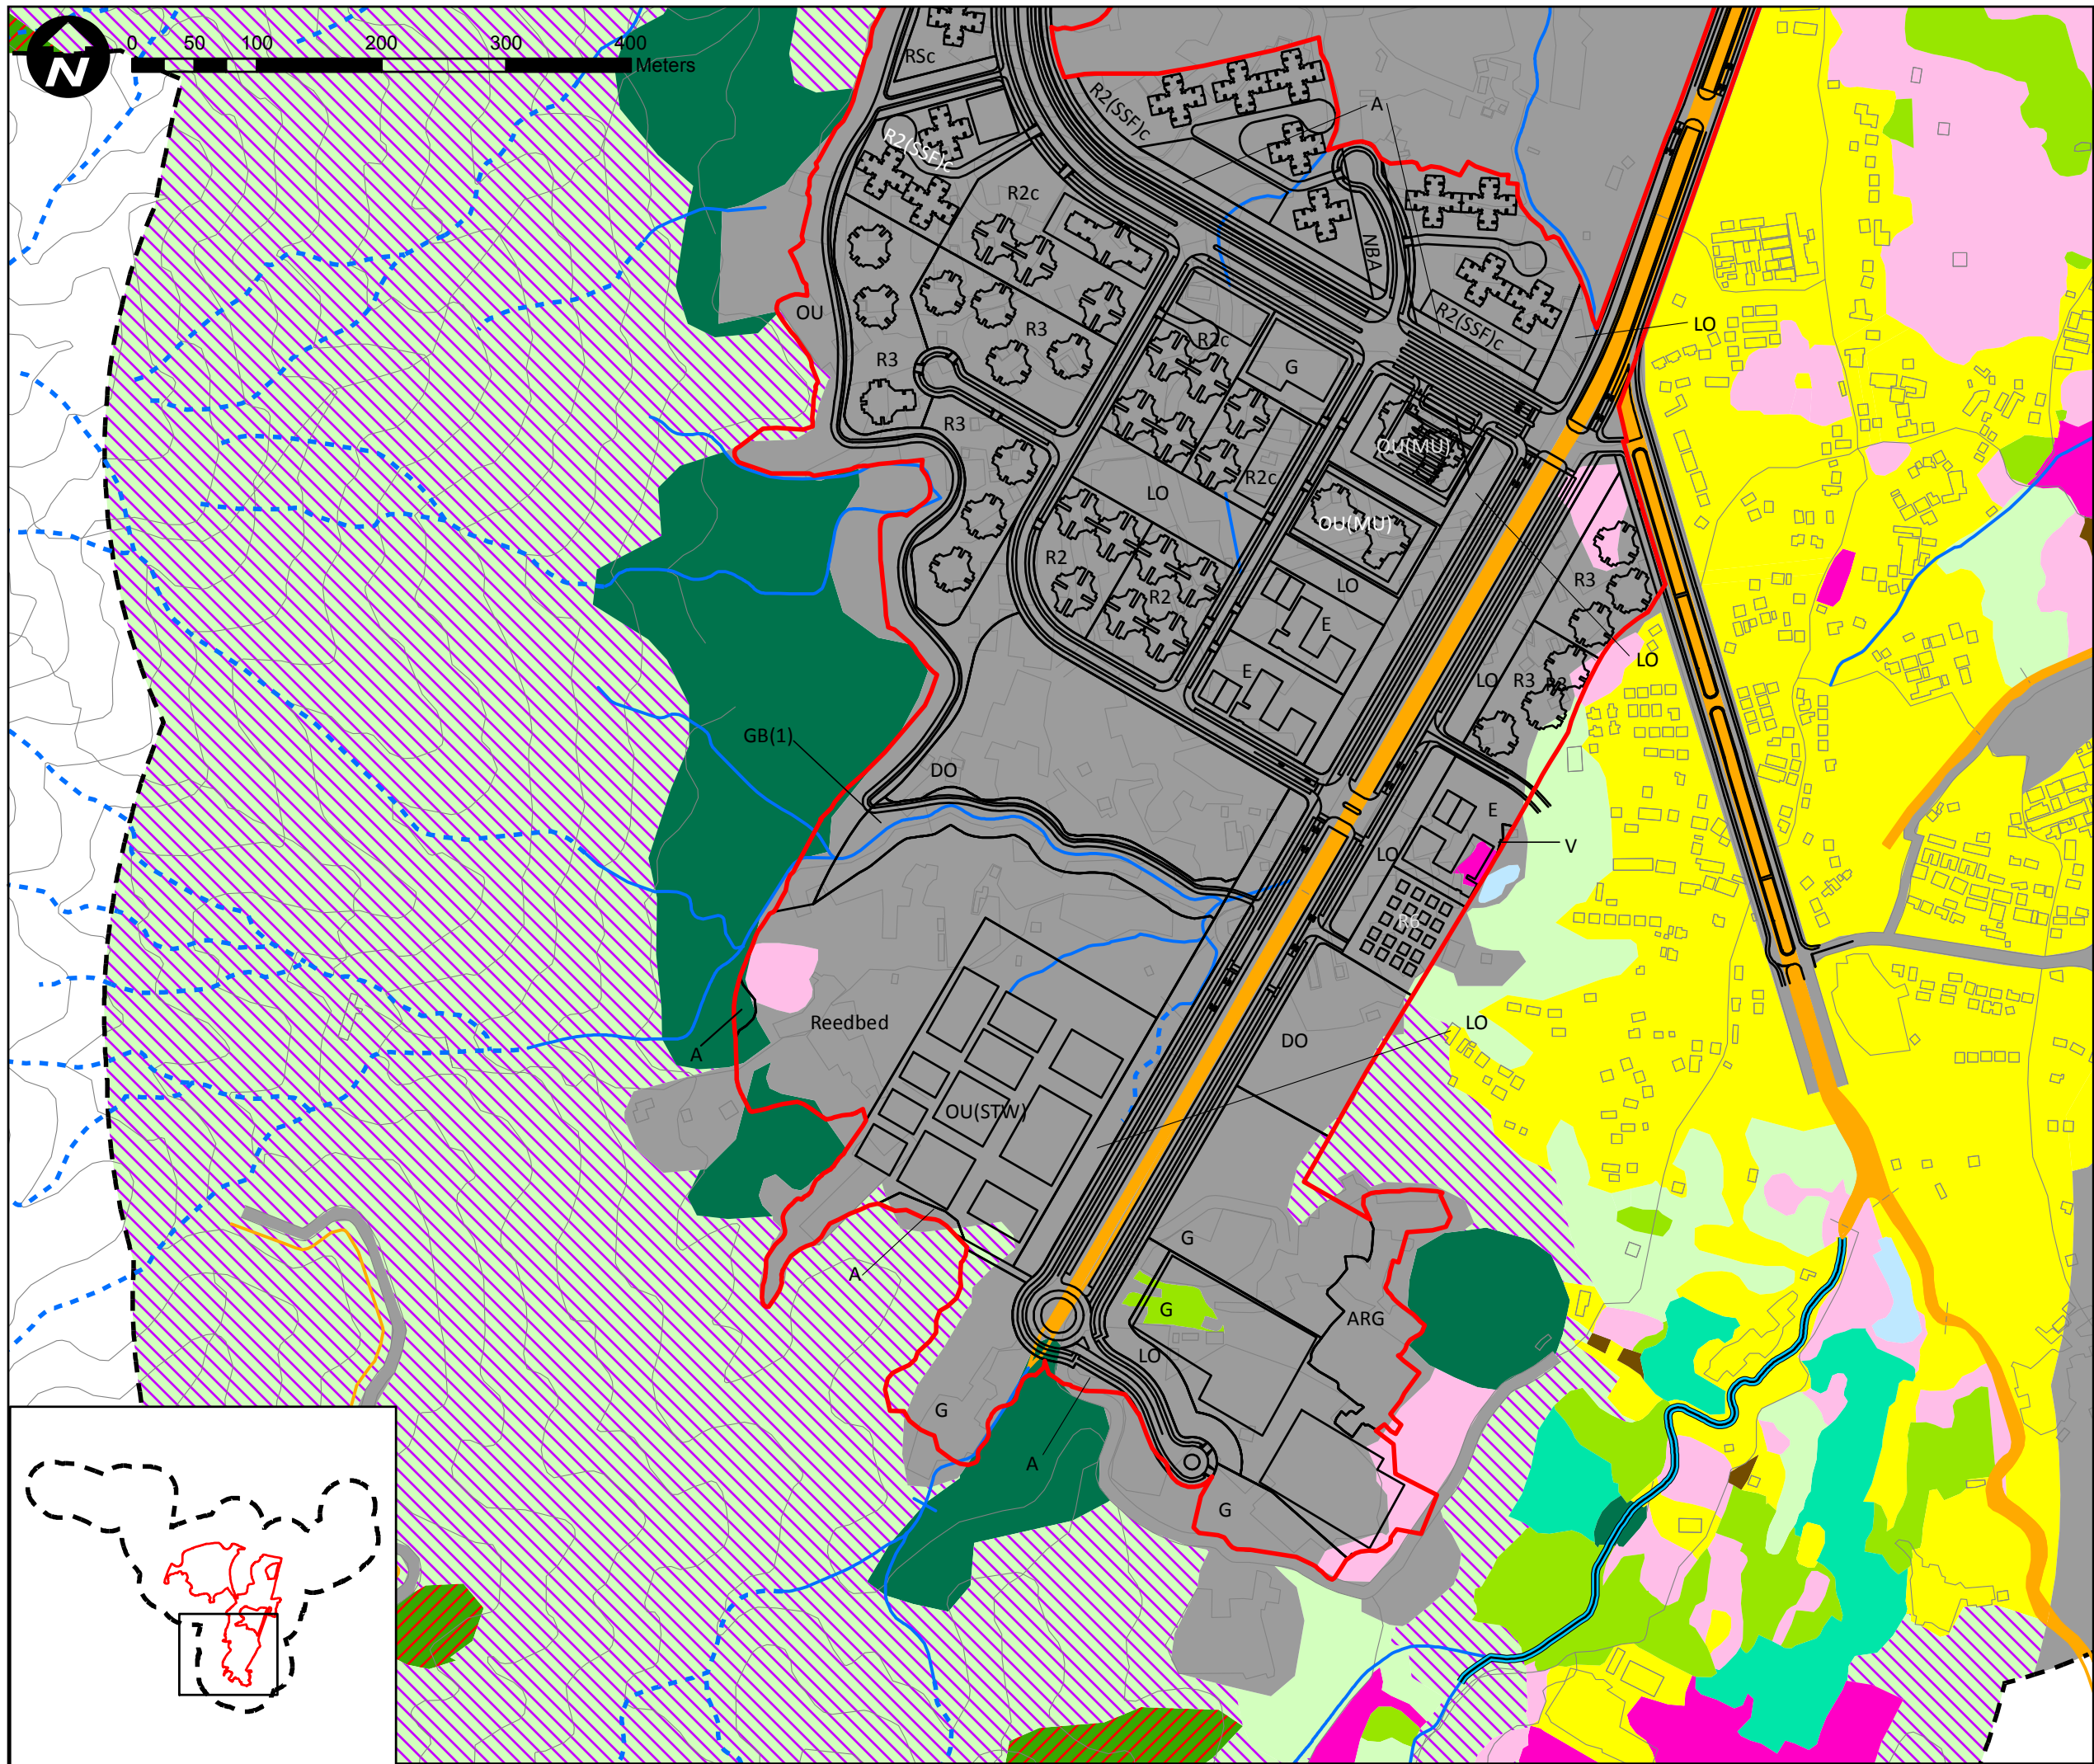 0 50 100 200 300 400
Meters
N
RSc
R2(SSF)c
A
R2(SSF)c
R2c
NBA
OU
R3
R3
R2c
G
R2(SSF)c
LO
R3
OU(MU)
R2c
LO
OU(MU)
R2
R2
LO
R3
E
E
LO
LO
R3
R3
GB(1)
DO
E
V
LO
R6
Reedbed
LO
DO
A
OU(STW)
G
A
G
ARG
LO
G
A
G